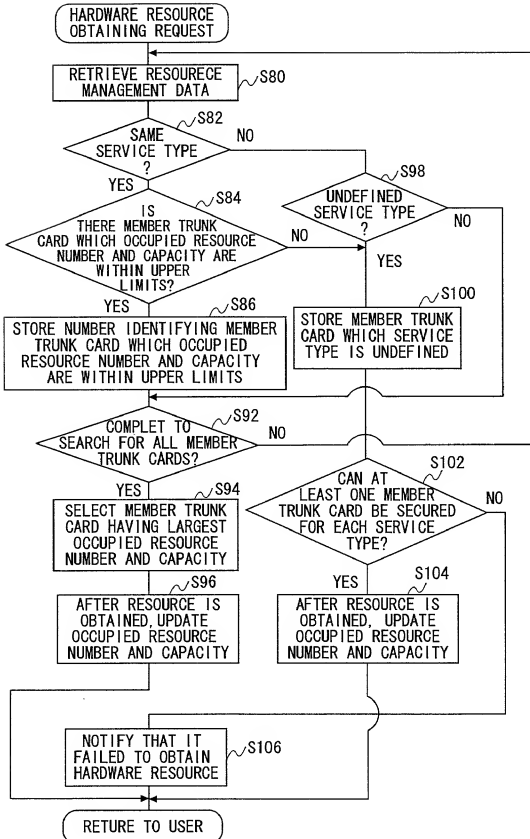 HARDWARE RESOURCE
OBTAINING REQUEST
RETRIEVE RESOURECE
MANAGEMENT DATA
S80
SAME
SERVICE TYPE
?
S82
NO
YES
S84
IS
THERE MEMBER TRUNK
CARD WHICH OCCUPIED RESOURCE
NUMBER AND CAPACITY ARE
WITHIN UPPER
LIMITS?
NO
YES
S98
UNDEFINED
SERVICE TYPE
?
NO
YES
S86
STORE NUMBER IDENTIFYING MEMBER
TRUNK CARD WHICH OCCUPIED
RESOURCE NUMBER AND CAPACITY
ARE WITHIN UPPER LIMITS
S100
STORE MEMBER TRUNK
CARD WHICH SERVICE
TYPE IS UNDEFINED
S92
COMPLET TO
SEARCH FOR ALL MEMBER
TRUNK CARDS?
NO
YES
S94
SELECT MEMBER TRUNK
CARD HAVING LARGEST
OCCUPIED RESOURCE
NUMBER AND CAPACITY
S102
CAN AT
LEAST ONE MEMBER
TRUNK CARD BE SECURED
FOR EACH SERVICE
TYPE?
NO
YES
S96
AFTER RESOURCE IS
OBTAINED, UPDATE
OCCUPIED RESOURCE
NUMBER AND CAPACITY
S104
AFTER RESOURCE IS
OBTAINED, UPDATE
OCCUPIED RESOURCE
NUMBER AND CAPACITY
NOTIFY THAT IT
FAILED TO OBTAIN
HARDWARE RESOURCE
S106
RETURE TO USER